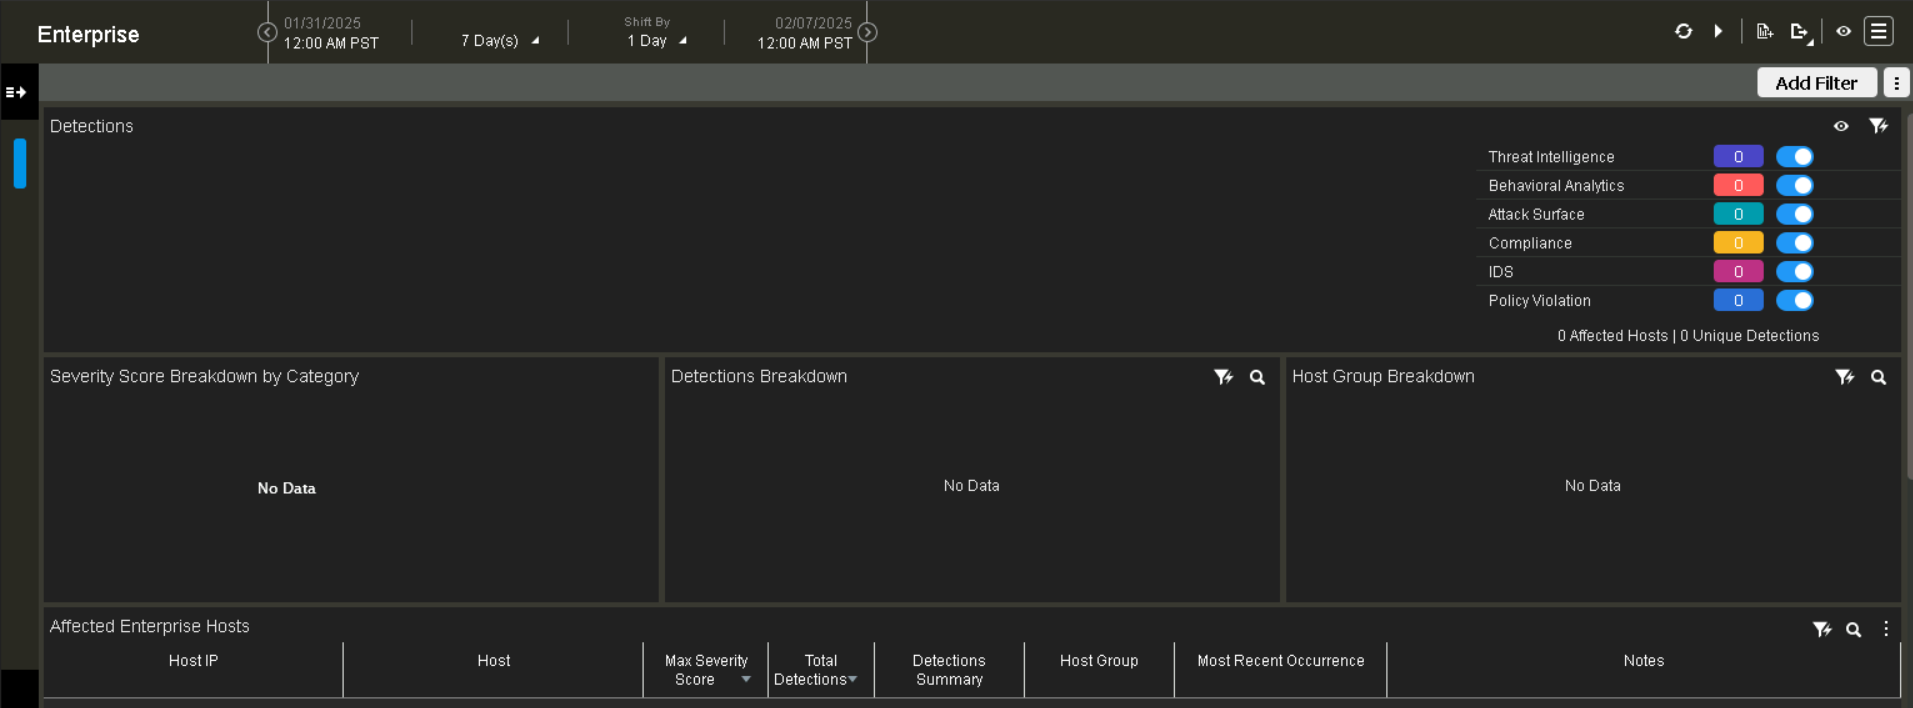 Enterprise
01/31/2025
12:00 AM PST
7 Day(s)
Shift By
1 Day
02/07/2025
12:00 AM PST
Add Filter
Detections
Threat Intelligence 0
Behavioral Analytics 0
Attack Surface 0
Compliance 0
IDS 0
Policy Violation 0
0 Affected Hosts | 0 Unique Detections
Severity Score Breakdown by Category
No Data
Detections Breakdown
No Data
Host Group Breakdown
No Data
Affected Enterprise Hosts
Host IP
Host
Max Severity
Score
Total
Detections
Detections
Summary
Host Group
Most Recent Occurrence
Notes